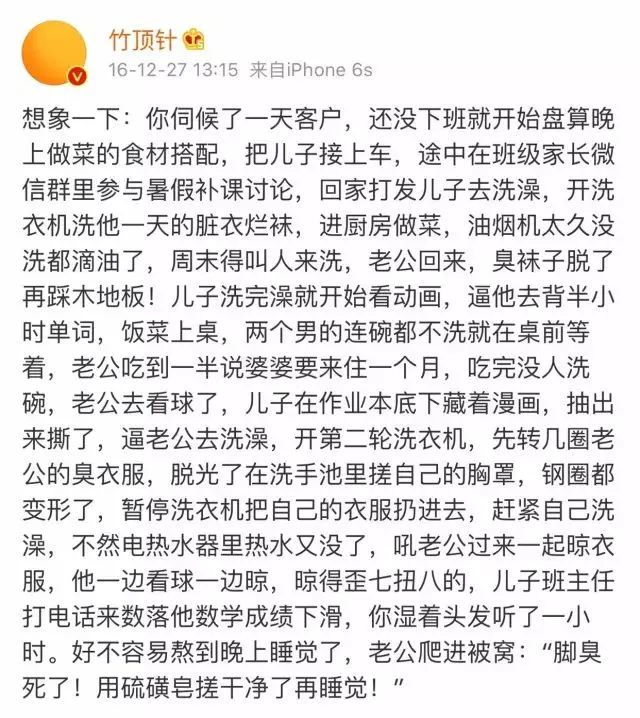 竹顶针
16-12-27 13:15 来自iPhone 6s
想象一下：你伺候了一天客户，还没下班就开始盘算晚
上做菜的食材搭配，把儿子接上车，途中在班级家长微
信群里参与暑假补课讨论，回家打发儿子去洗澡，开洗
衣机洗他一天的脏衣烂袜，进厨房做菜，油烟机太久没
洗都滴油了，周末得叫人来洗，老公回来，臭袜子脱了
再踩木地板！儿子洗完澡就开始看动画，逼他去背半小
时单词，饭菜上桌，两个男的连碗都不洗就在桌前等
着，老公吃到一半说婆婆要来住一个月，吃完没人洗
碗，老公去看球了，儿子在作业本底下藏着漫画，抽出
来撕了，逼老公去洗澡，开第二轮洗衣机，先转几圈老
公的臭衣服，脱光了在洗手池里搓自己的胸罩，钢圈都
变形了，暂停洗衣机把自己的衣服扔进去，赶紧自己洗
澡，不然电热水器里热水又没了，吼老公过来一起晾衣
服，他一边看球一边晾，晾得歪七扭八的，儿子班主任
打电话来数落他数学成绩下滑，你湿着头发听了一小
时。好不容易熬到晚上睡觉了，老公爬进被窝：“脚臭
死了！用硫磺皂搓干净了再睡觉！”